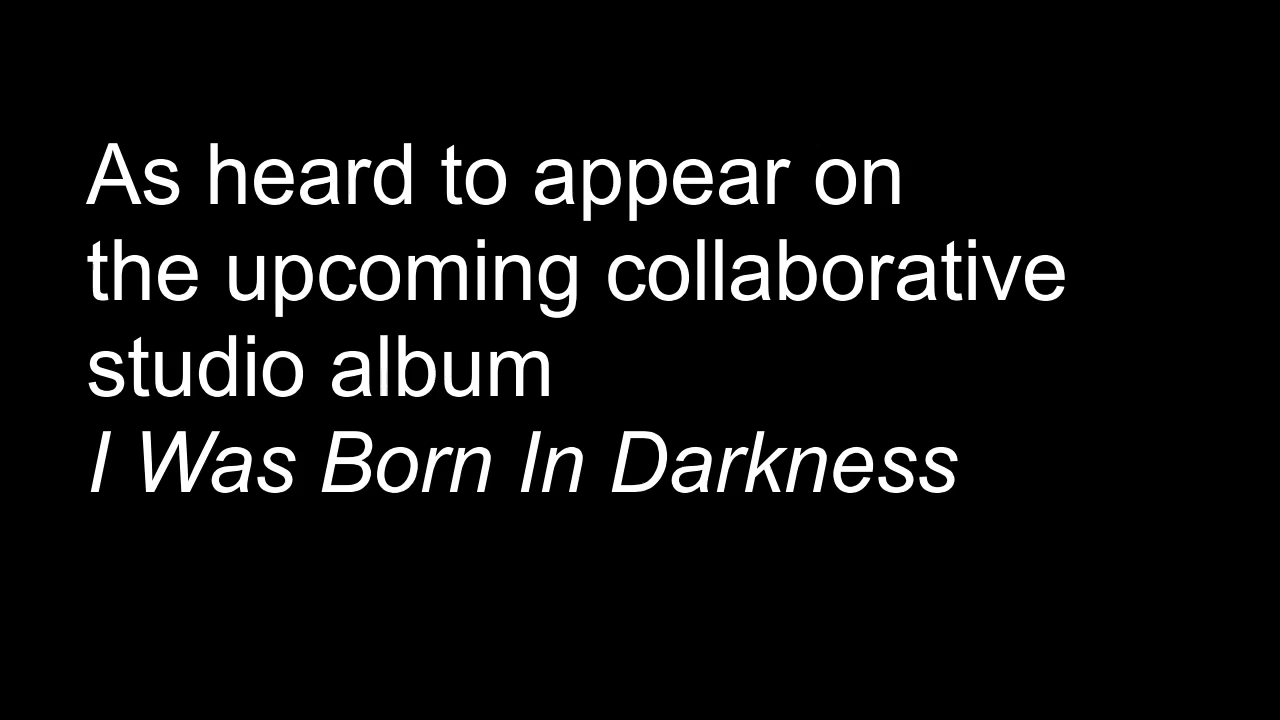 As heard to appear on
the upcoming collaborative
studio album
I Was Born In Darkness